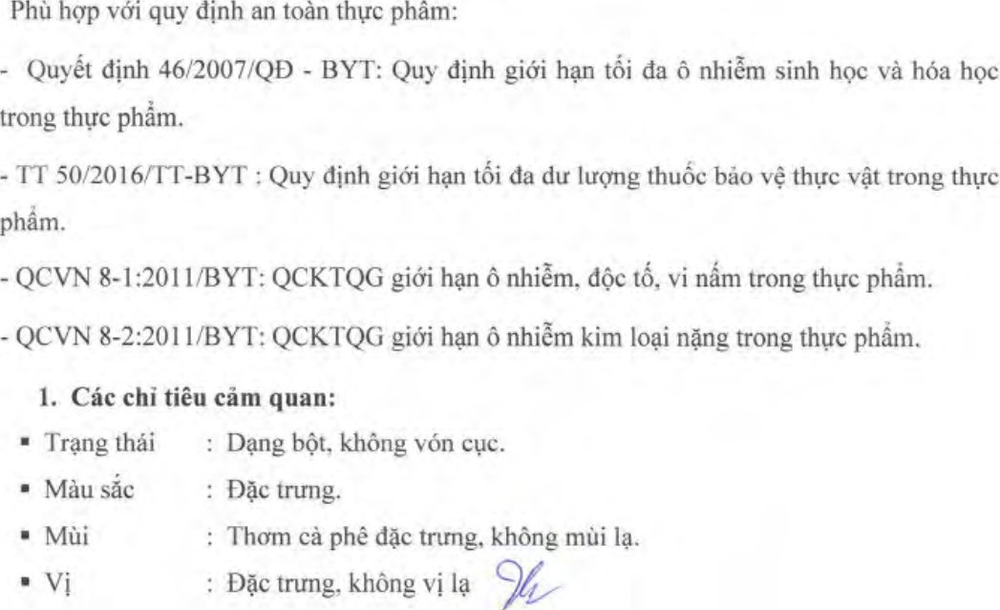 Phù hợp với quy định an toàn thực phẩm:
- Quyết định 46/2007/QĐ - BYT: Quy định giới hạn tối đa ô nhiễm sinh học và hóa học
trong thực phẩm.
- TT 50/2016/TT-BYT : Quy định giới hạn tối đa dư lượng thuốc bảo vệ thực vật trong thực
phẩm.
- QCVN 8-1:2011/BYT: QCKTQG giới hạn ô nhiễm, độc tố, vi nấm trong thực phẩm.
- QCVN 8-2:2011/BYT: QCKTQG giới hạn ô nhiễm kim loại nặng trong thực phẩm.
1. Các chỉ tiêu cảm quan:
▪ Trạng thái : Dạng bột, không vón cục.
▪ Màu sắc : Đặc trưng.
▪ Mùi : Thơm cà phê đặc trưng, không mùi lạ.
▪ Vị : Đặc trưng, không vị lạ